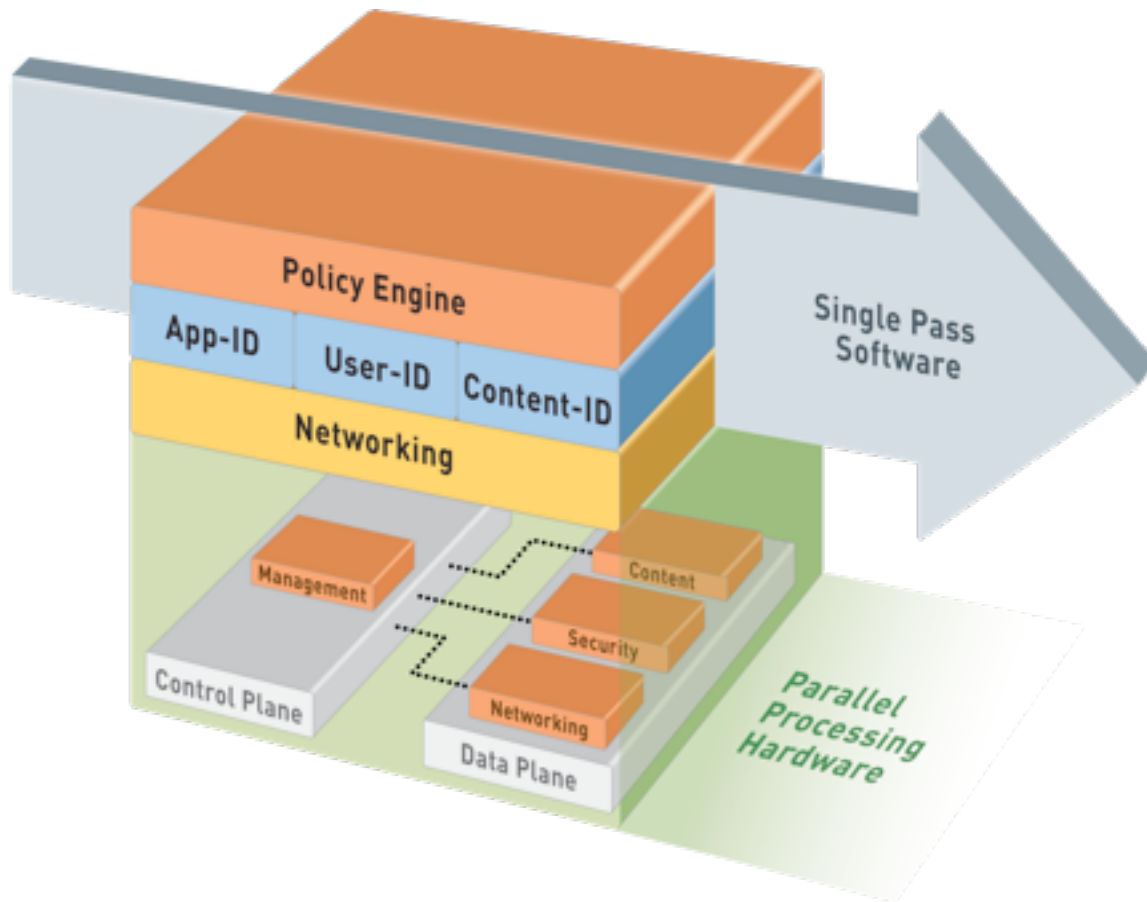 Policy Engine
App-ID
User-ID
Content-ID
Networking
Single Pass
Software
Management
Content
Security
Networking
Control Plane
Data Plane
Parallel
Processing
Hardware